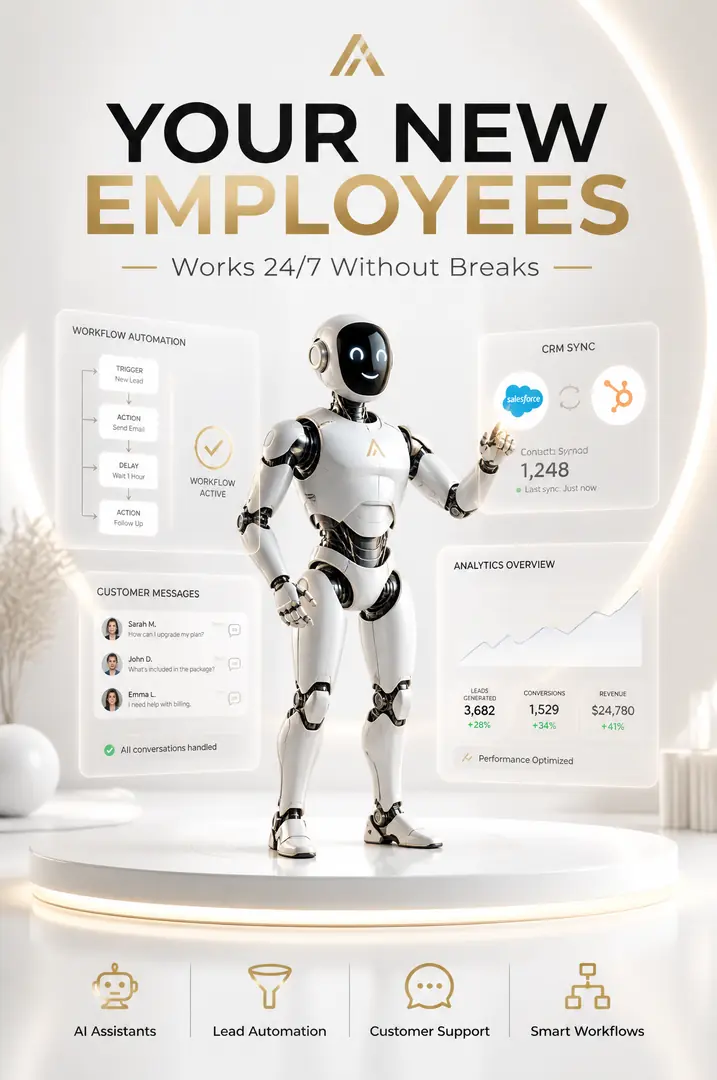 YOUR NEW
EMPLOYEES
Works 24/7 Without Breaks
WORKFLOW AUTOMATION
TRIGGER
New Lead
ACTION
Send Email
DELAY
Wait 1 Hour
ACTION
Follow Up
WORKFLOW
ACTIVE
CRM SYNC
salesforce
Contacts Synced
1,248
Last sync: Just now
CUSTOMER MESSAGES
Sarah M.
How can I upgrade my plan?
John D.
What's included in the package?
Emma L.
I need help with billing.
All conversations handled
ANALYTICS OVERVIEW
LEADS
GENERATED
3,682
+28%
CONVERSIONS
1,529
+34%
REVENUE
$24,780
+41%
Performance Optimized
AI Assistants
Lead Automation
Customer Support
Smart Workflows